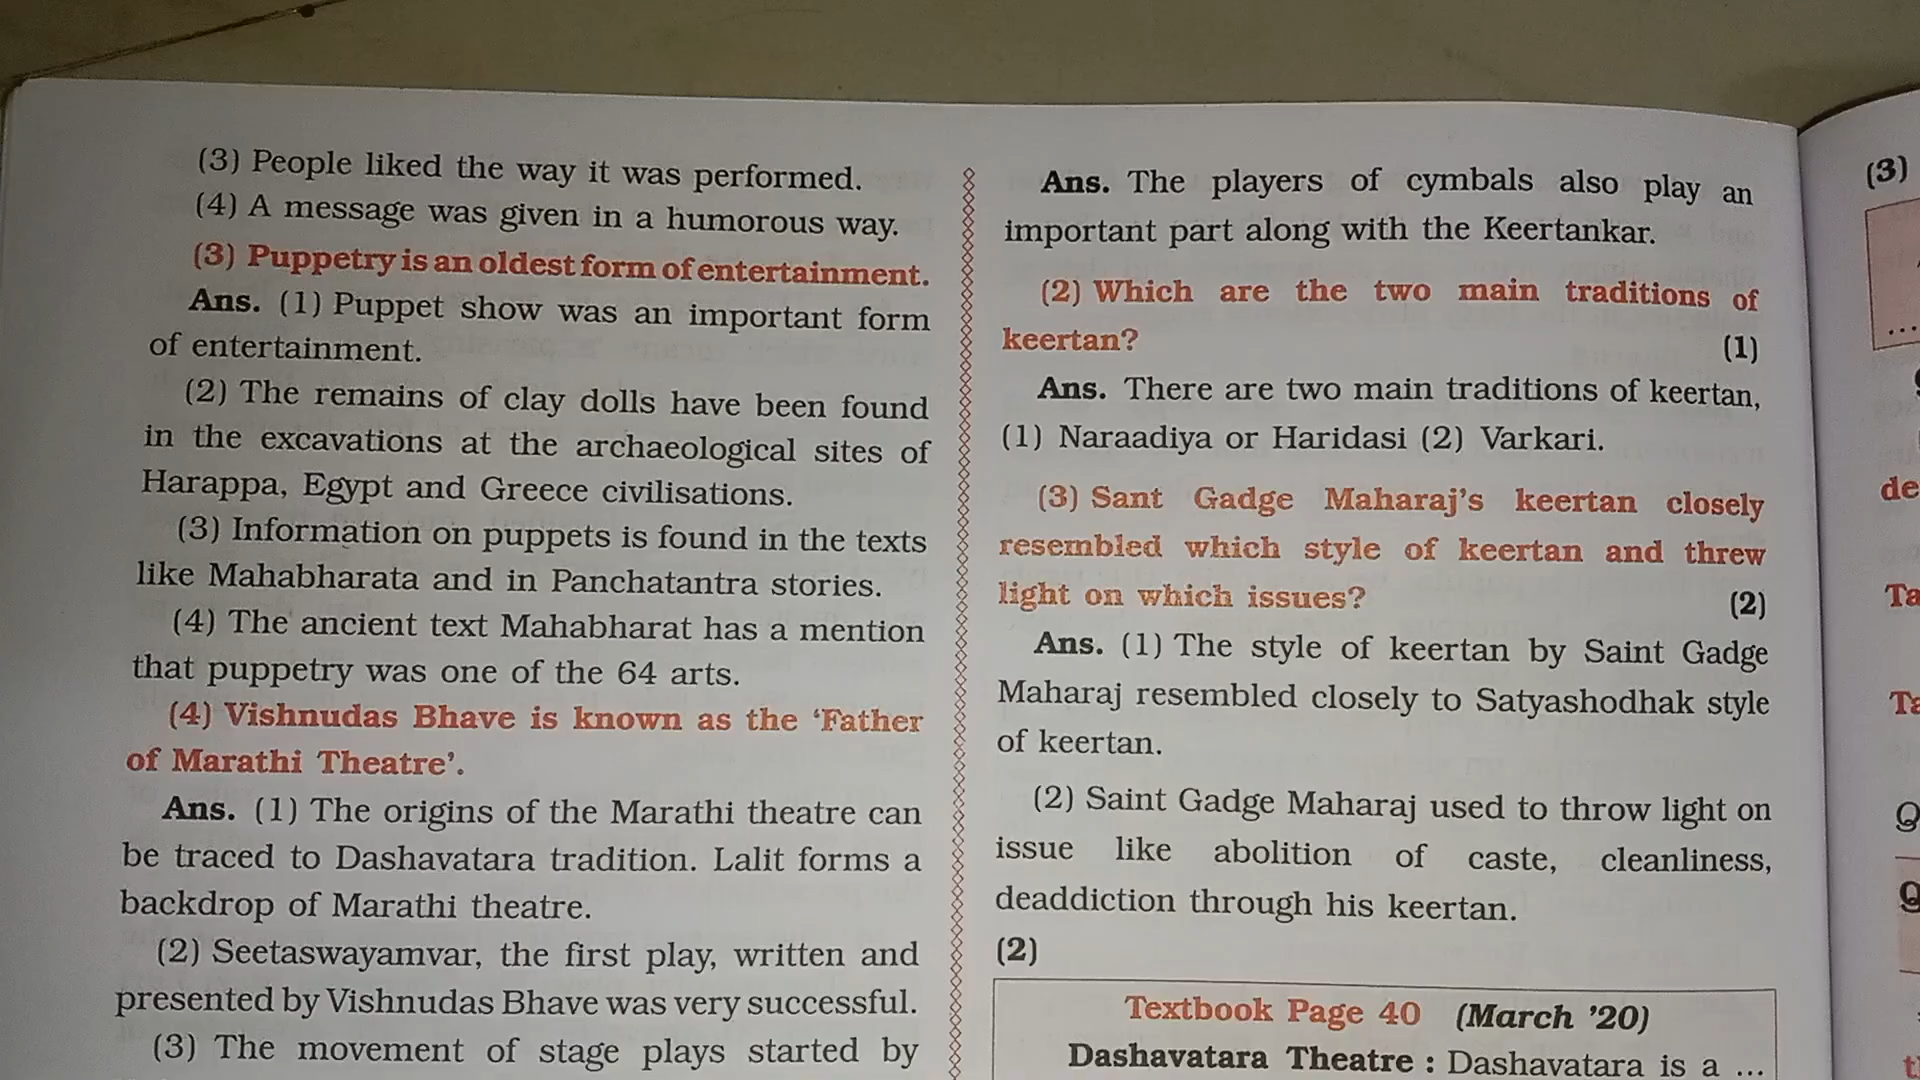 (3) People liked the way it was performed.
(4) A message was given in a humorous way.
(3) Puppetry is an oldest form of entertainment.
Ans. (1) Puppet show was an important form
of entertainment.
(2) The remains of clay dolls have been found
in the excavations at the archaeological sites of
Harappa, Egypt and Greece civilisations.
(3) Information on puppets is found in the texts
like Mahabharata and in Panchatantra stories.
(4) The ancient text Mahabharat has a mention
that puppetry was one of the 64 arts.
(4) Vishnudas Bhave is known as the ‘Father
of Marathi Theatre’.
Ans. (1) The origins of the Marathi theatre can
be traced to Dashavatara tradition. Lalit forms a
backdrop of Marathi theatre.
(2) Seetaswayamvar, the first play, written and
presented by Vishnudas Bhave was very successful.
(3) The movement of stage plays started by
Ans. The players of cymbals also play an
important part along with the Keertankar.
(2) Which are the two main traditions of
keertan? (1)
Ans. There are two main traditions of keertan,
(1) Naraadiya or Haridasi (2) Varkari.
(3) Sant Gadge Maharaj’s keertan closely
resembled which style of keertan and threw
light on which issues? (2)
Ans. (1) The style of keertan by Saint Gadge
Maharaj resembled closely to Satyashodhak style
of keertan.
(2) Saint Gadge Maharaj used to throw light on
issue like abolition of caste, cleanliness,
deaddiction through his keertan.
(2)
Textbook Page 40 (March ’20)
Dashavatara Theatre : Dashavatara is a ...
(3)
...
de
Ta
Ta